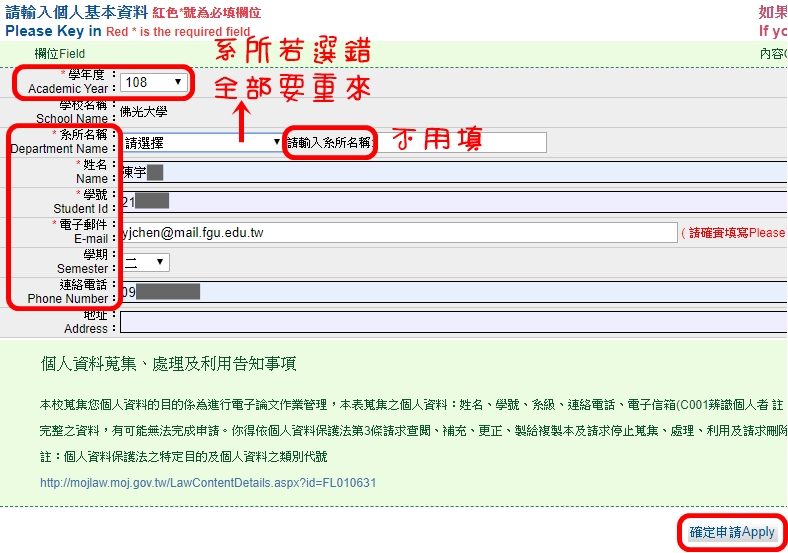 請輸入個人基本資料 紅色*號為必填欄位
如果
Please Key in Red * is the required field
If yo
系所若選錯
全部要重來
欄位Field
內容C
* 學年度：
Academic Year：
108
學校名稱：
School Name：
佛光大學
* 系所名稱：
Department Name：
請選擇
請輸入系所名稱：
不用填
* 姓名：
Name：
陳宇
* 學號：
Student Id：
21
* 電子郵件：
E-mail：
yjchen@mail.fgu.edu.tw
(請確實填寫Please
學期：
Semester：
二
連絡電話：
Phone Number：
09
地址：
Address：
個人資料蒐集、處理及利用告知事項
本校蒐集您個人資料的目的係為進行電子論文作業管理，本表蒐集之個人資料：姓名、學號、系級、連絡電話、電子信箱(C001辨識個人者 註
完整之資料，有可能無法完成申請。你得依個人資料保護法第3條請求查閱、補充、更正、製給複製本及請求停止蒐集、處理、利用及請求刪除
註：個人資料保護法之特定目的及個人資料之類別代號
http://mojlaw.moj.gov.tw/LawContentDetails.aspx?id=FL010631
確定申請Apply